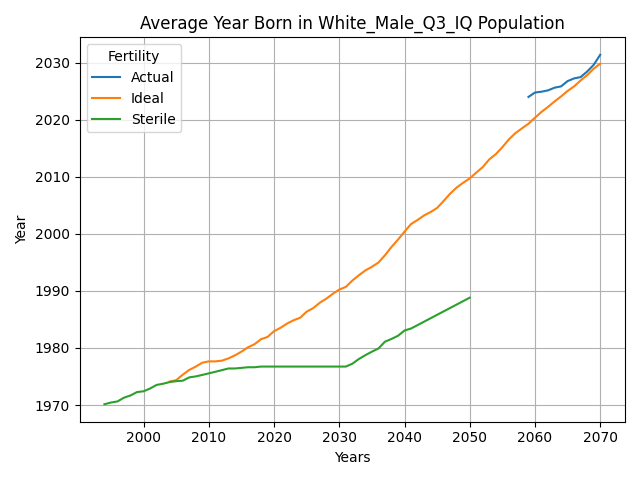 Average Year Born in White_Male_Q3_IQ Population
Fertility
Actual
Ideal
Sterile
Year
2030
2020
2010
2000
1990
1980
1970
2000 2010 2020 2030 2040 2050 2060 2070
Years